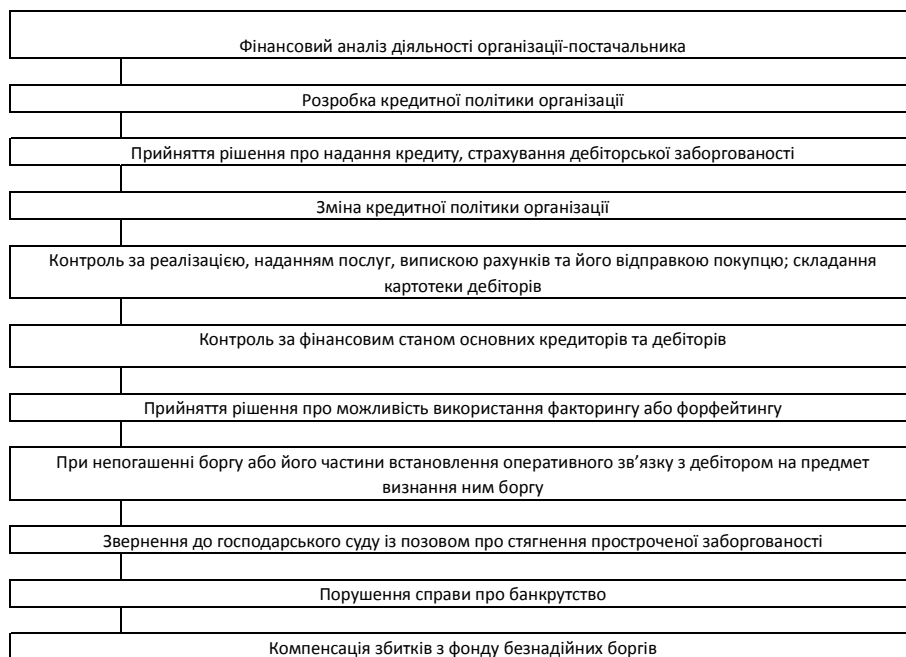 Фінансовий аналіз діяльності організації-постачальника
Розробка кредитної політики організації
Прийняття рішення про надання кредиту, страхування дебіторської заборгованості
Зміна кредитної політики організації
Контроль за реалізацією, наданням послуг, випискою рахунків та його відправкою покупцю; складання
картотеки дебіторів
Контроль за фінансовим станом основних кредиторів та дебіторів
Прийняття рішення про можливість використання факторингу або форфейтингу
При непогашенні боргу або його частини встановлення оперативного зв’язку з дебітором на предмет
визнання ним боргу
Звернення до господарського суду із позовом про стягнення простроченої заборгованості
Порушення справи про банкрутство
Компенсація збитків з фонду безнадійних боргів